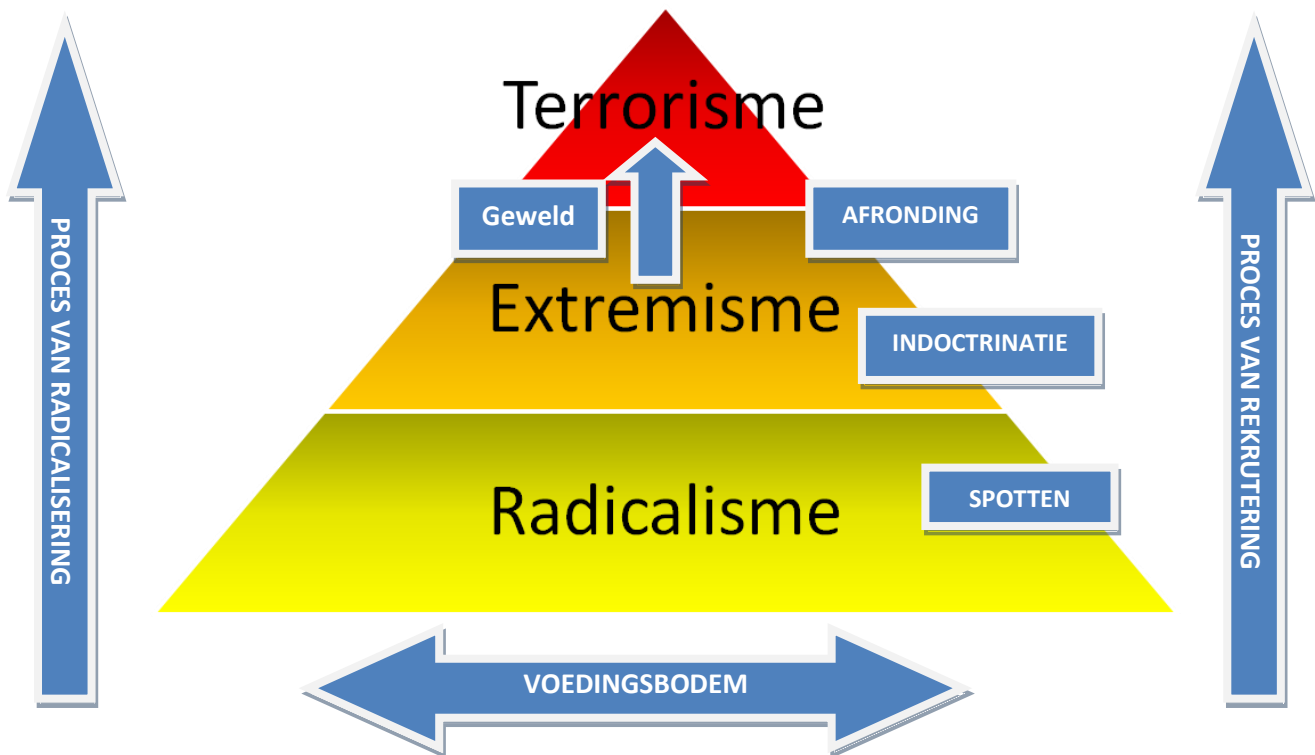 Terrorisme
Geweld
AFRONDING
Extremisme
INDOCTRINATIE
Radicalisme
SPOTTEN
VOEDINGSBODEM
PROCES VAN RADICALISERING
PROCES VAN REKRUTERING